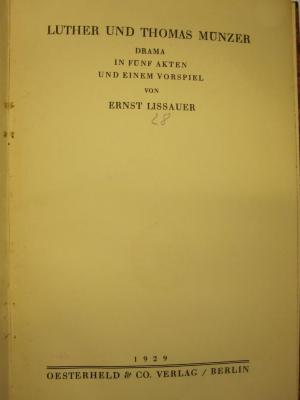 LUTHER UND THOMAS MÜNZER
DRAMA
IN FÜNF AKTEN
UND EINEM VORSPIEL
VON
ERNST LISSAUER
28
1929
OESTERHELD & CO. VERLAG / BERLIN